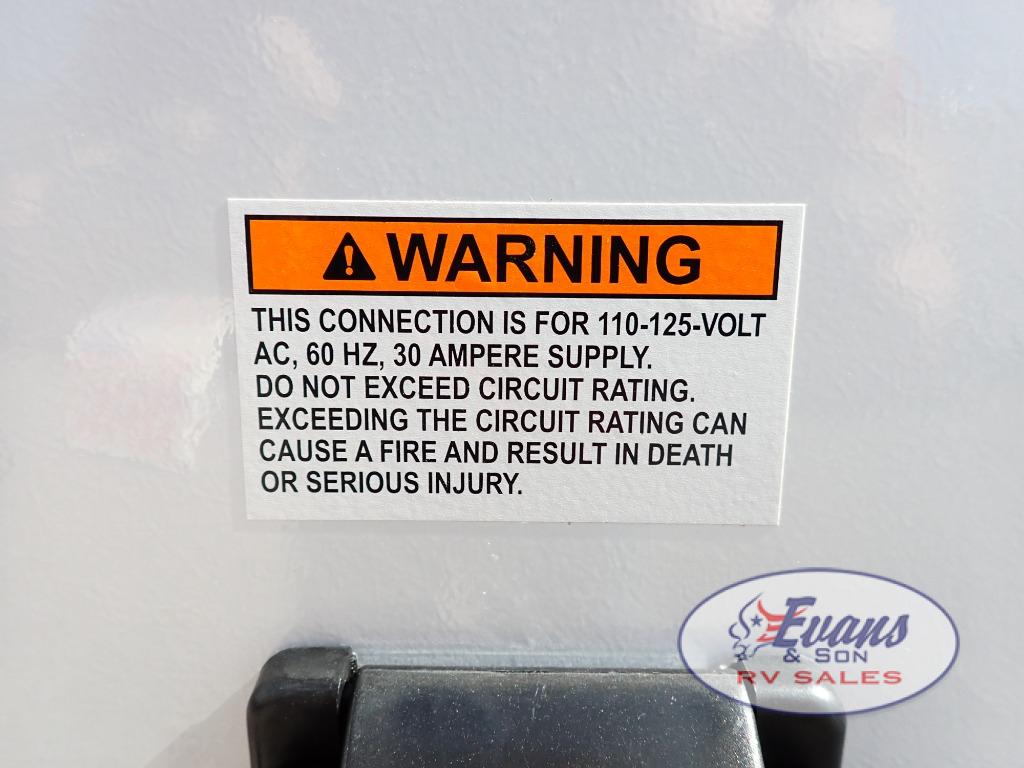 WARNING
THIS CONNECTION IS FOR 110-125-VOLT
AC, 60 HZ, 30 AMPERE SUPPLY.
DO NOT EXCEED CIRCUIT RATING.
EXCEEDING THE CIRCUIT RATING CAN
CAUSE A FIRE AND RESULT IN DEATH
OR SERIOUS INJURY.
Evans
& SON
RV SALES